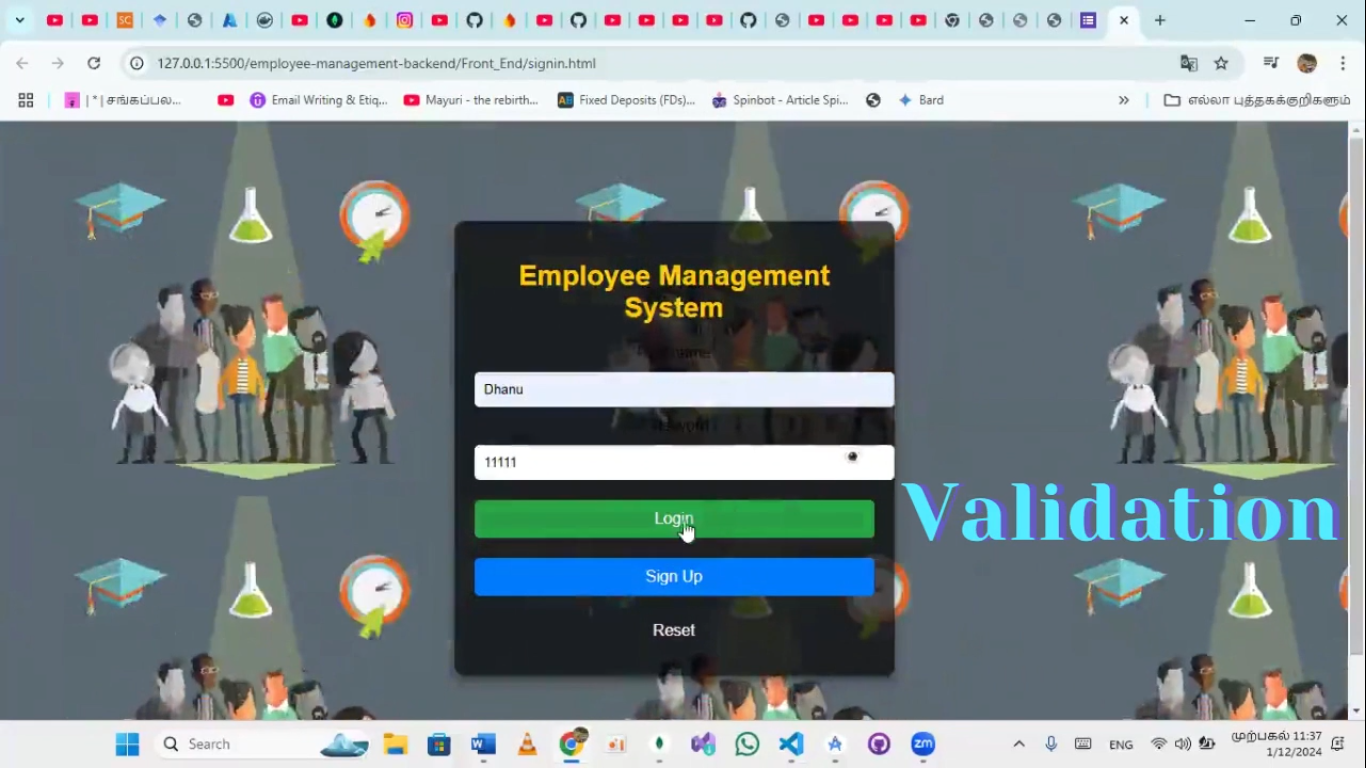 SC
127.0.0.1:5500/employee-management-backend/Front_End/signin.html
| * | சங்கப்பல...
Email Writing & Etiq...
Mayuri - the rebirth...
Fixed Deposits (FDs)...
Spinbot - Article Spi...
Bard
»
எல்லா புத்தகக்குறிகளும்
Employee Management
System
Dhanu
11111
Login
Validation
Sign Up
Reset
Search
ENG
முற்பகல் 11:37
1/12/2024
zm